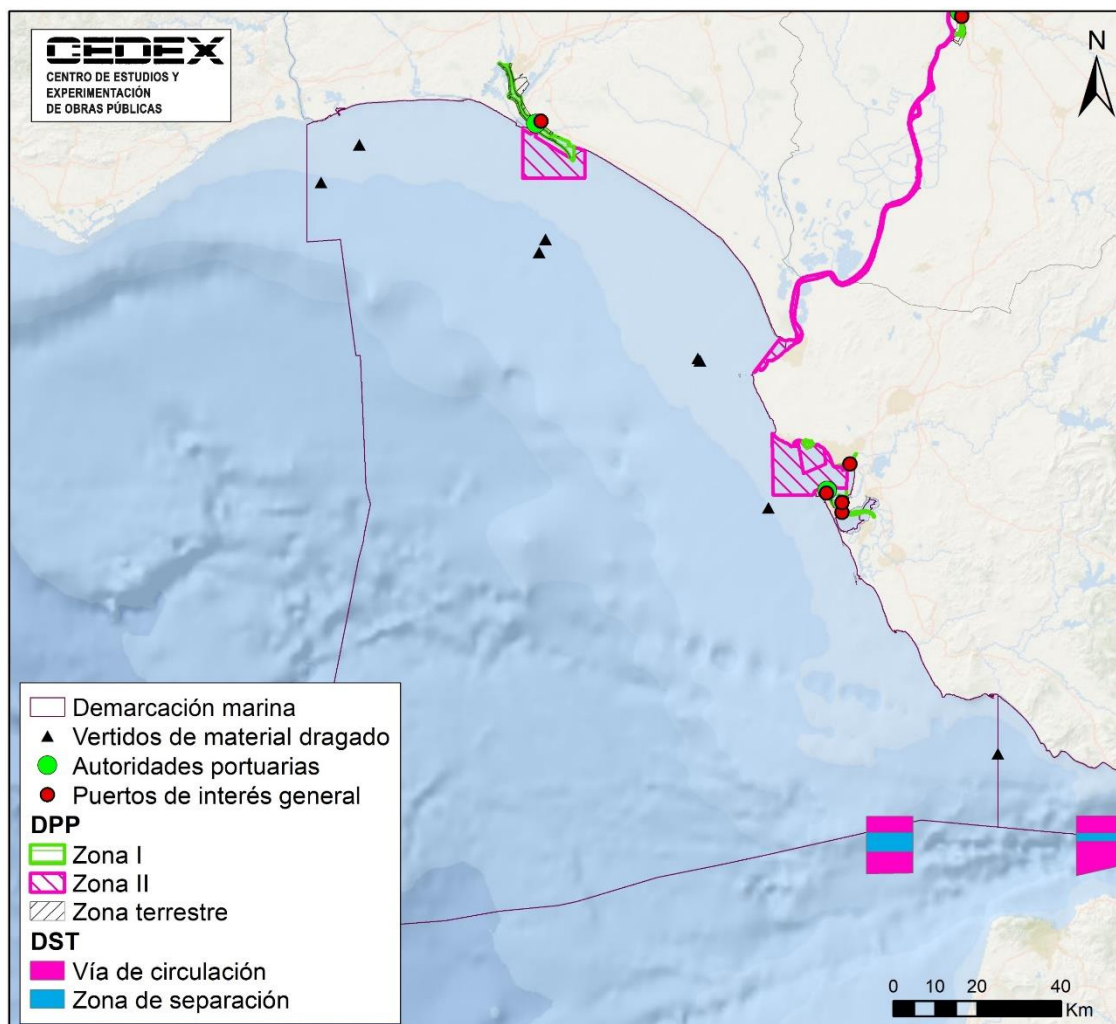 CEDEX
CENTRO DE ESTUDIOS Y
EXPERIMENTACIÓN
DE OBRAS PÚBLICAS
N
Demarcación marina
Vertidos de material dragado
Autoridades portuarias
Puertos de interés general
DPP
Zona I
Zona II
Zona terrestre
DST
Vía de circulación
Zona de separación
0 10 20 40
Km